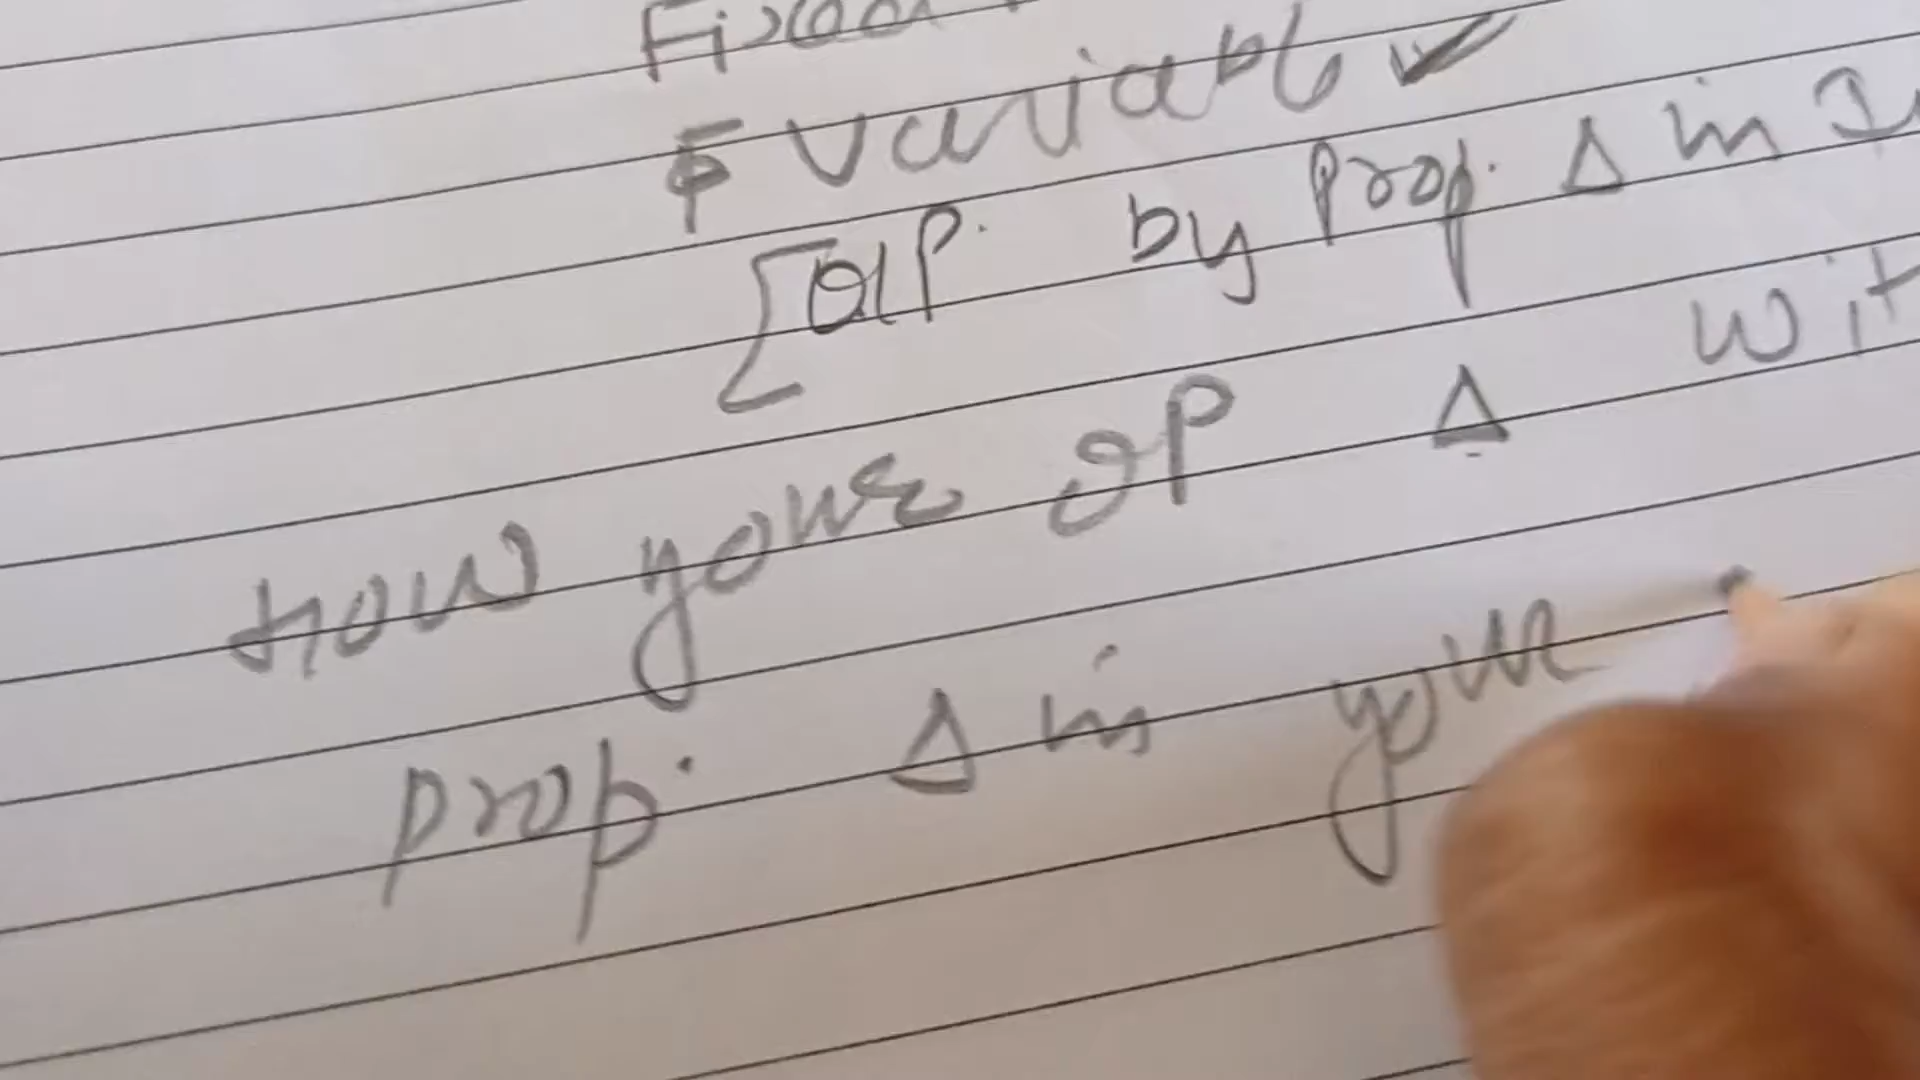 Fixed
F variable ✓
[O/P. by prop. Δ in I
how your OP Δ wit
prop. Δ in your